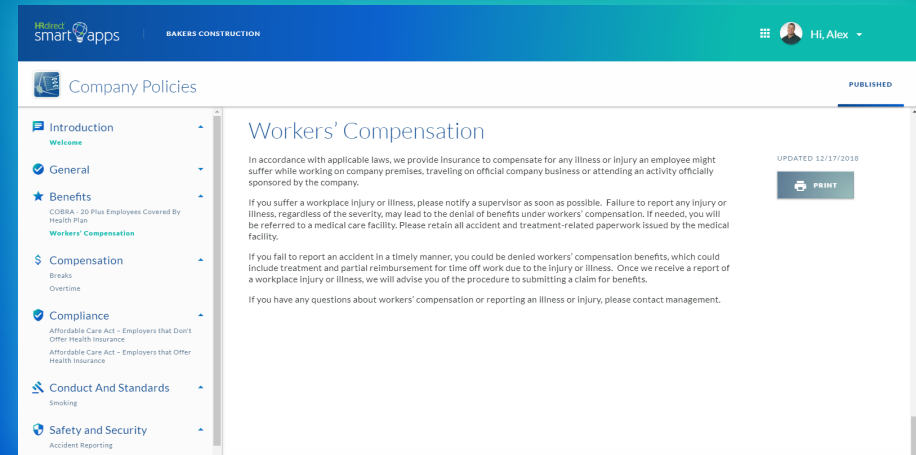 HRdirect
smart apps
BAKERS CONSTRUCTION
Hi, Alex
Company Policies
PUBLISHED
Introduction
Welcome
General
Benefits
COBRA - 20 Plus Employees Covered By
Health Plan
Workers' Compensation
Compensation
Breaks
Overtime
Compliance
Affordable Care Act – Employers that Don't
Offer Health Insurance
Affordable Care Act – Employers that Offer
Health Insurance
Conduct And Standards
Smoking
Safety and Security
Accident Reporting
Workers' Compensation
In accordance with applicable laws, we provide insurance to compensate for any illness or injury an employee might
suffer while working on company premises, traveling on official company business or attending an activity officially
sponsored by the company.
If you suffer a workplace injury or illness, please notify a supervisor as soon as possible. Failure to report any injury or
illness, regardless of the severity, may lead to the denial of benefits under workers' compensation. If needed, you will
be referred to a medical care facility. Please retain all accident and treatment-related paperwork issued by the medical
facility.
If you fail to report an accident in a timely manner, you could be denied workers' compensation benefits, which could
include treatment and partial reimbursement for time off work due to the injury or illness. Once we receive a report of
a workplace injury or illness, we will advise you of the procedure to submitting a claim for benefits.
If you have any questions about workers' compensation or reporting an illness or injury, please contact management.
UPDATED 12/17/2018
PRINT